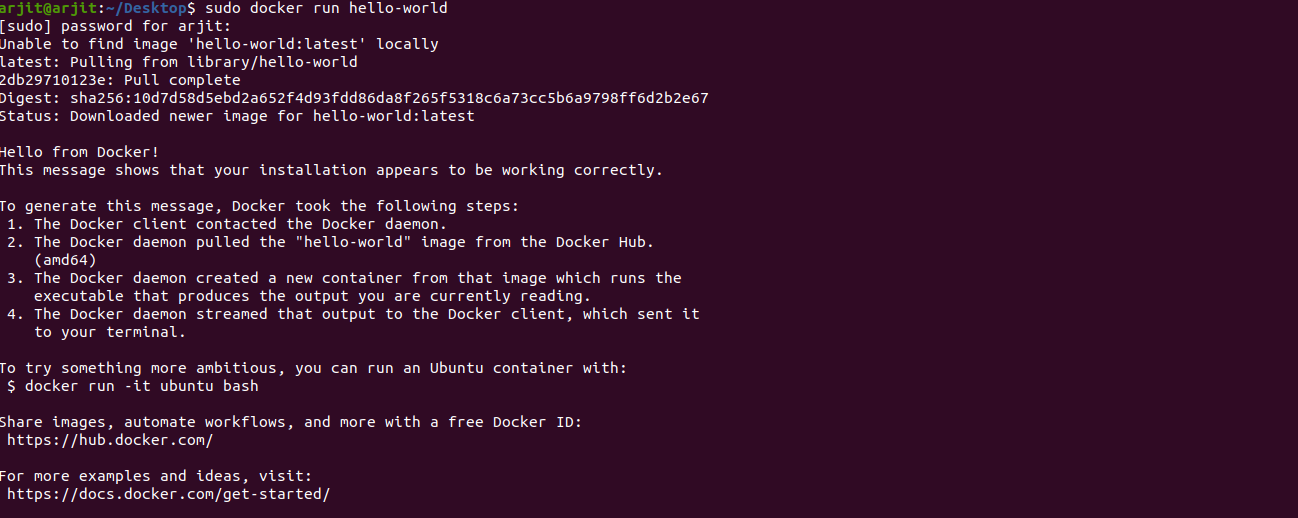 arjit@arjit:~/Desktop$ sudo docker run hello-world
[sudo] password for arjit:
Unable to find image 'hello-world:latest' locally
latest: Pulling from library/hello-world
2db29710123e: Pull complete
Digest: sha256:10d7d58d5ebd2a652f4d93fdd86da8f265f5318c6a73cc5b6a9798ff6d2b2e67
Status: Downloaded newer image for hello-world:latest

Hello from Docker!
This message shows that your installation appears to be working correctly.

To generate this message, Docker took the following steps:
 1. The Docker client contacted the Docker daemon.
 2. The Docker daemon pulled the "hello-world" image from the Docker Hub.
    (amd64)
 3. The Docker daemon created a new container from that image which runs the
    executable that produces the output you are currently reading.
 4. The Docker daemon streamed that output to the Docker client, which sent it
    to your terminal.

To try something more ambitious, you can run an Ubuntu container with:
 $ docker run -it ubuntu bash

Share images, automate workflows, and more with a free Docker ID:
 https://hub.docker.com/

For more examples and ideas, visit:
 https://docs.docker.com/get-started/